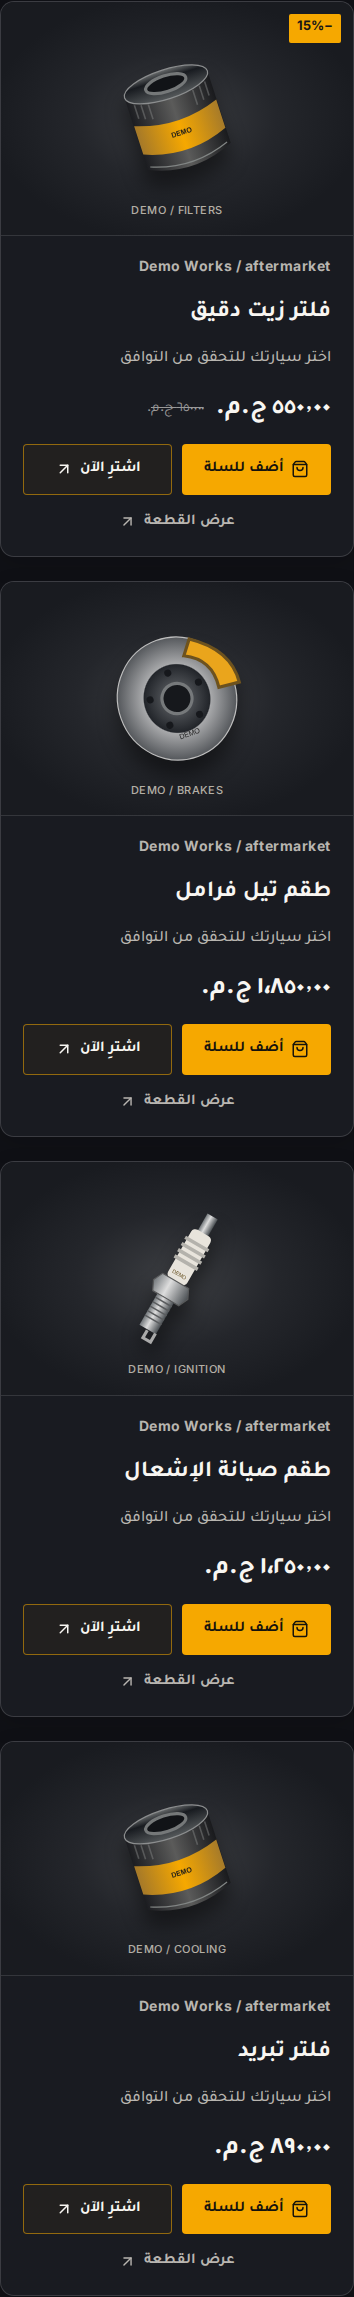 15%–
DEMO
DEMO / FILTERS
Demo Works / aftermarket
فلتر زيت دقيق
اختر سيارتك للتحقق من التوافق
٥٥٠٫٠٠ ج.م. ٦٥٠٫٠٠ ج.م.
أضف للسلة اشترِ الآن
عرض القطعة
DEMO
DEMO / BRAKES
Demo Works / aftermarket
طقم تيل فرامل
اختر سيارتك للتحقق من التوافق
١٬٨٥٠٫٠٠ ج.م.
أضف للسلة اشترِ الآن
عرض القطعة
DEMO
DEMO / IGNITION
Demo Works / aftermarket
طقم صيانة الإشعال
اختر سيارتك للتحقق من التوافق
١٬٢٥٠٫٠٠ ج.م.
أضف للسلة اشترِ الآن
عرض القطعة
DEMO
DEMO / COOLING
Demo Works / aftermarket
فلتر تبريد
اختر سيارتك للتحقق من التوافق
٨٩٠٫٠٠ ج.م.
أضف للسلة اشترِ الآن
عرض القطعة